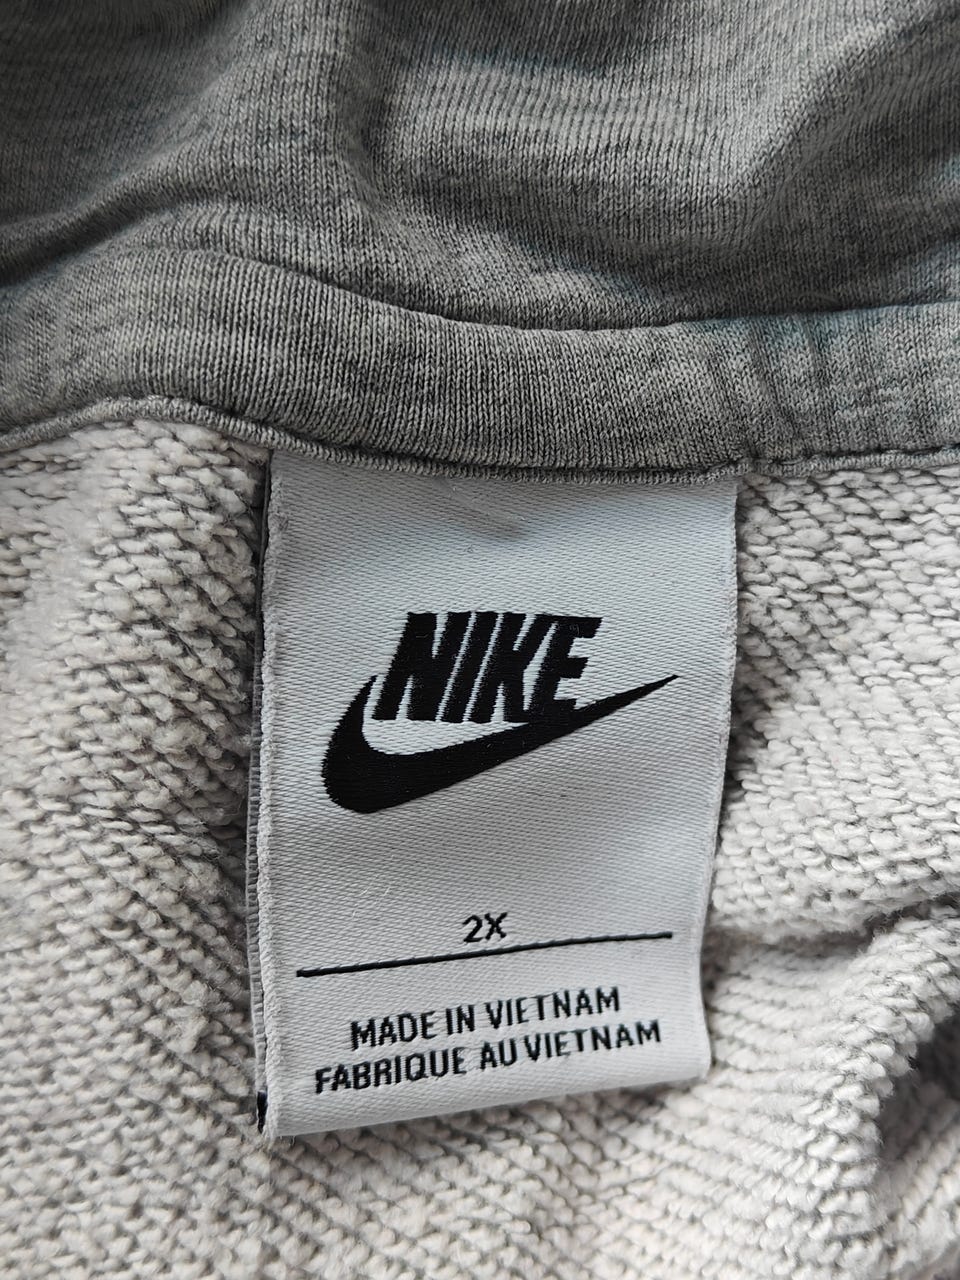 NIKE
2X
MADE IN VIETNAM
FABRIQUE AU VIETNAM